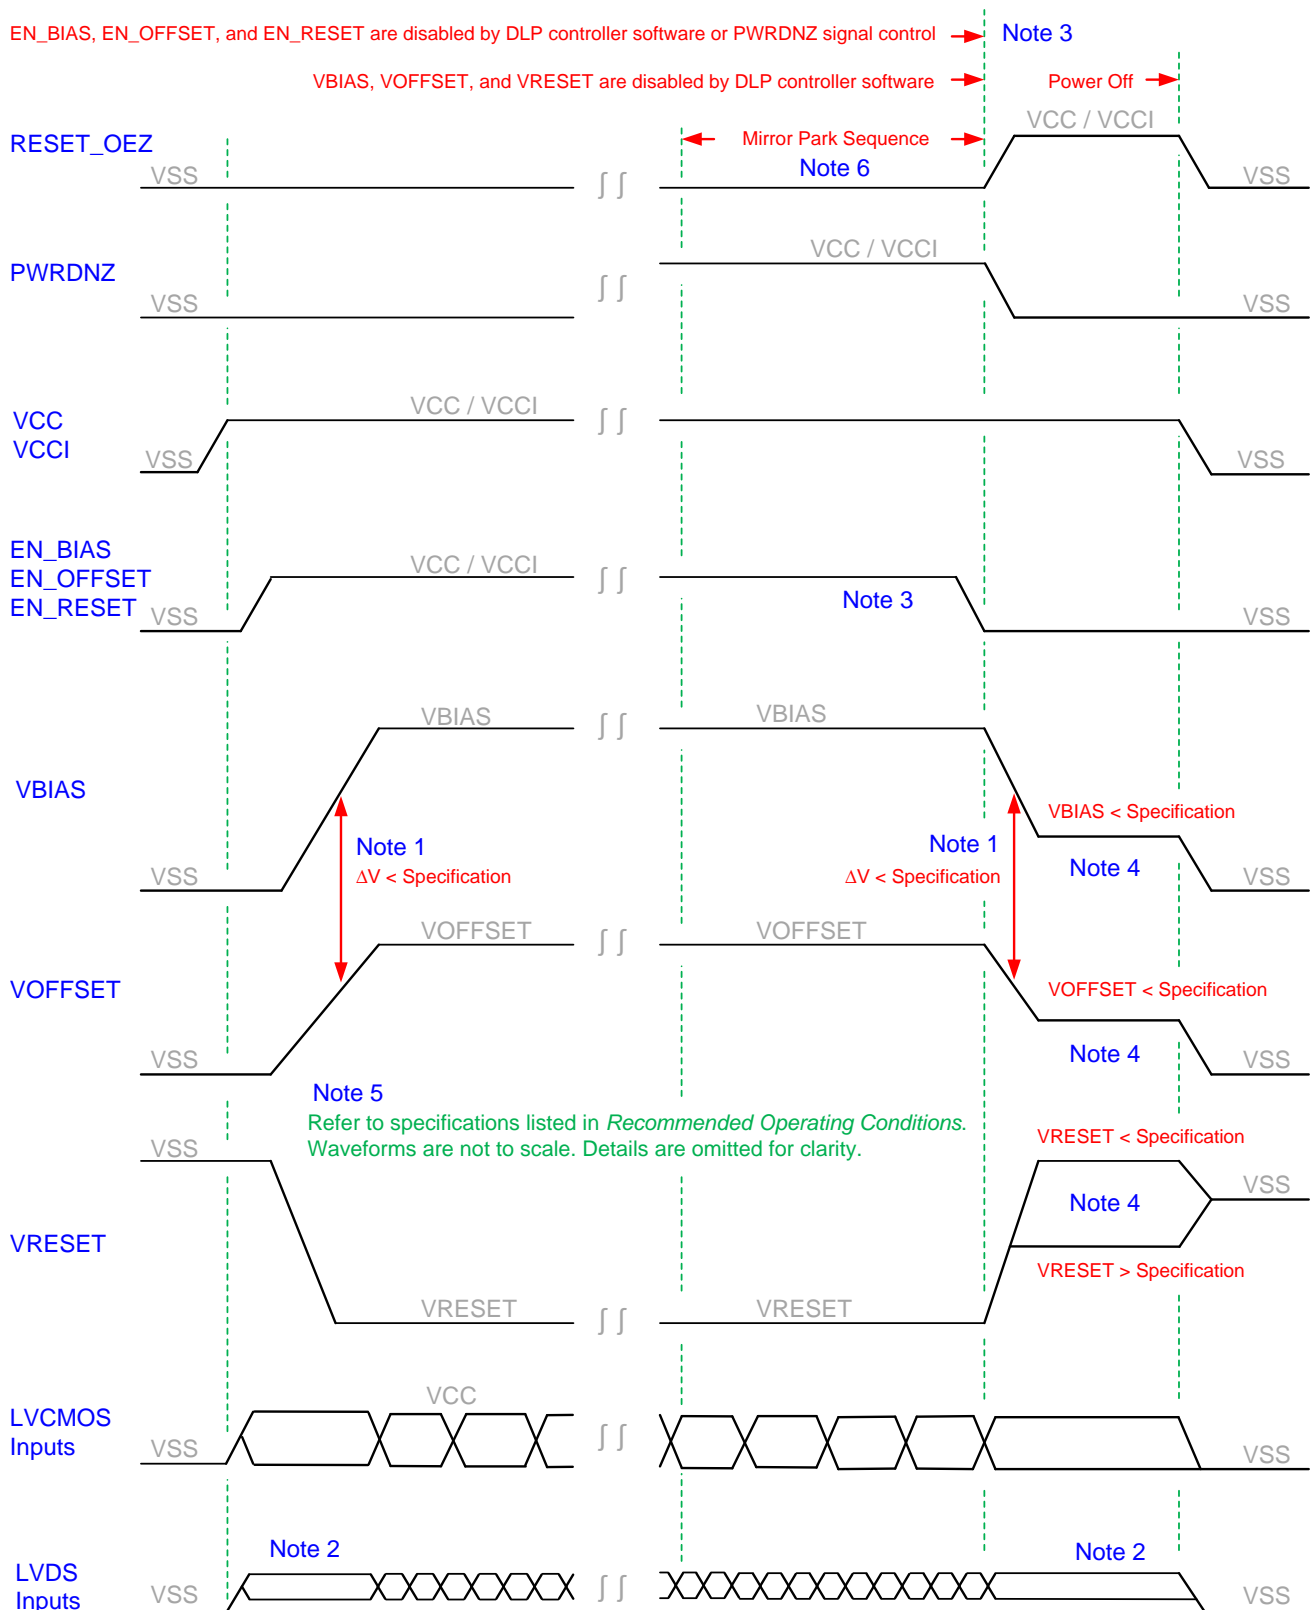 EN_BIAS, EN_OFFSET, and EN_RESET are disabled by DLP controller software or PWRDNZ signal control
Note 3
VBIAS, VOFFSET, and VRESET are disabled by DLP controller software
Power Off
RESET_OEZ
VSS
Mirror Park Sequence
Note 6
VCC / VCCI
VSS
PWRDNZ
VSS
∫ ∫
VCC / VCCI
VSS
∫ ∫
VCC
VCCI
VSS
VCC / VCCI
∫ ∫
VSS
EN_BIAS
EN_OFFSET
EN_RESET
VSS
VCC / VCCI
∫ ∫
Note 3
VSS
VBIAS
VSS
VBIAS
∫ ∫
VBIAS
Note 1
ΔV < Specification
Note 1
ΔV < Specification
VBIAS < Specification
Note 4
VSS
VOFFSET
VSS
VOFFSET
∫ ∫
VOFFSET
VOFFSET < Specification
Note 4
VSS
Note 5
Refer to specifications listed in Recommended Operating Conditions.
Waveforms are not to scale. Details are omitted for clarity.
VRESET
VSS
VRESET
∫ ∫
VRESET
VRESET < Specification
Note 4
VRESET > Specification
VSS
LVCMOS
Inputs
VSS
VCC
∫ ∫
VSS
LVDS
Inputs
VSS
Note 2
∫ ∫
Note 2
VSS